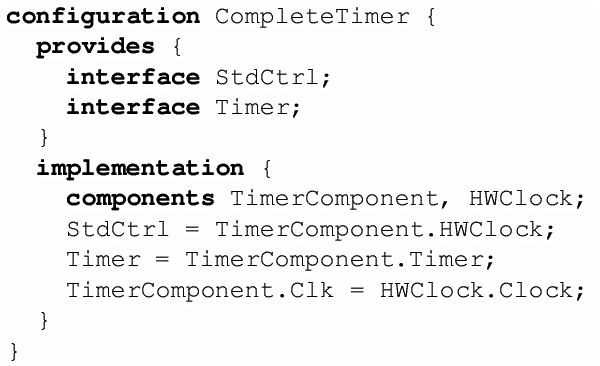 configuration CompleteTimer {
  provides {
    interface StdCtrl;
    interface Timer;
  }
  implementation {
    components TimerComponent, HWClock;
    StdCtrl = TimerComponent.HWClock;
    Timer = TimerComponent.Timer;
    TimerComponent.Clk = HWClock.Clock;
  }
}